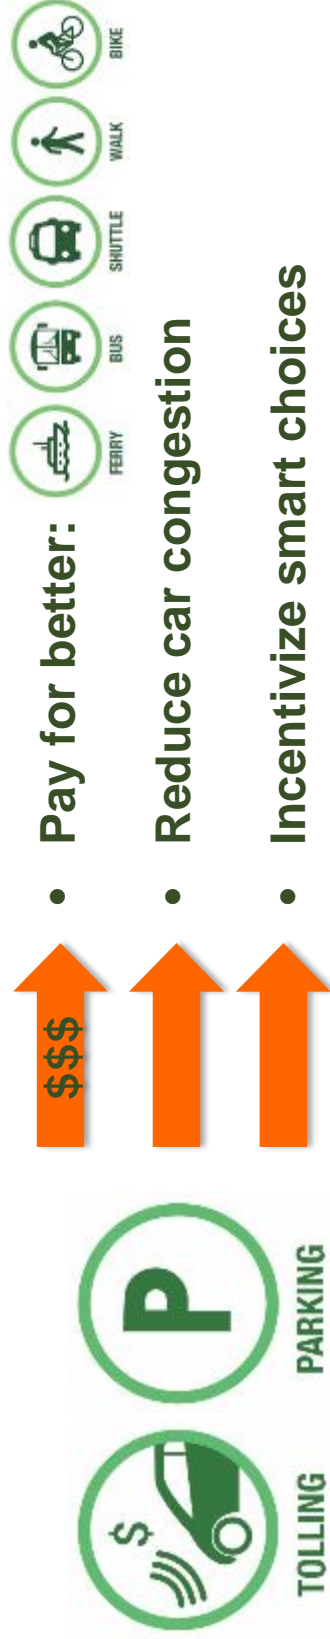 $
TOLLING
P
PARKING
$$$
• Pay for better:
FERRY
BUS
SHUTTLE
WALK
BIKE
• Reduce car congestion
• Incentivize smart choices